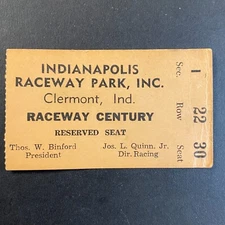 INDIANAPOLIS
RACEWAY PARK, INC.
Clermont, Ind.
RACEWAY CENTURY
RESERVED SEAT
Thos. W. Binford Jos. L. Quinn, Jr.
President Dir. Racing
Sec. Row Seat
1 22 30